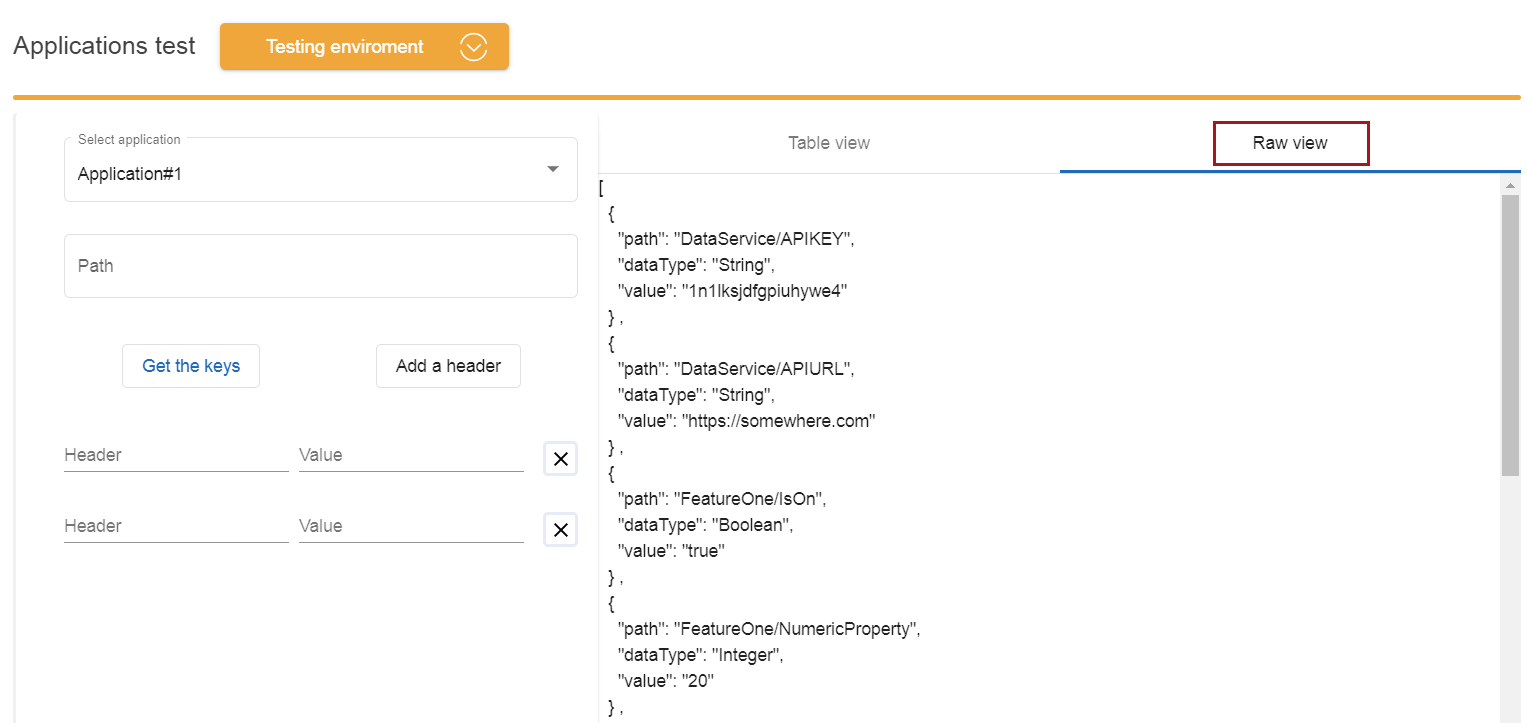 Applications test
Testing enviroment
Select application
Application#1
Path
Get the keys
Add a header
Header
Value
Header
Value
Table view
Raw view
[
{
"path": "DataService/APIKEY",
"dataType": "String",
"value": "1n1lksjdfgpiuhywe4"
} ,
{
"path": "DataService/APIURL",
"dataType": "String",
"value": "https://somewhere.com"
} ,
{
"path": "FeatureOne/IsOn",
"dataType": "Boolean",
"value": "true"
} ,
{
"path": "FeatureOne/NumericProperty",
"dataType": "Integer",
"value": "20"
} ,